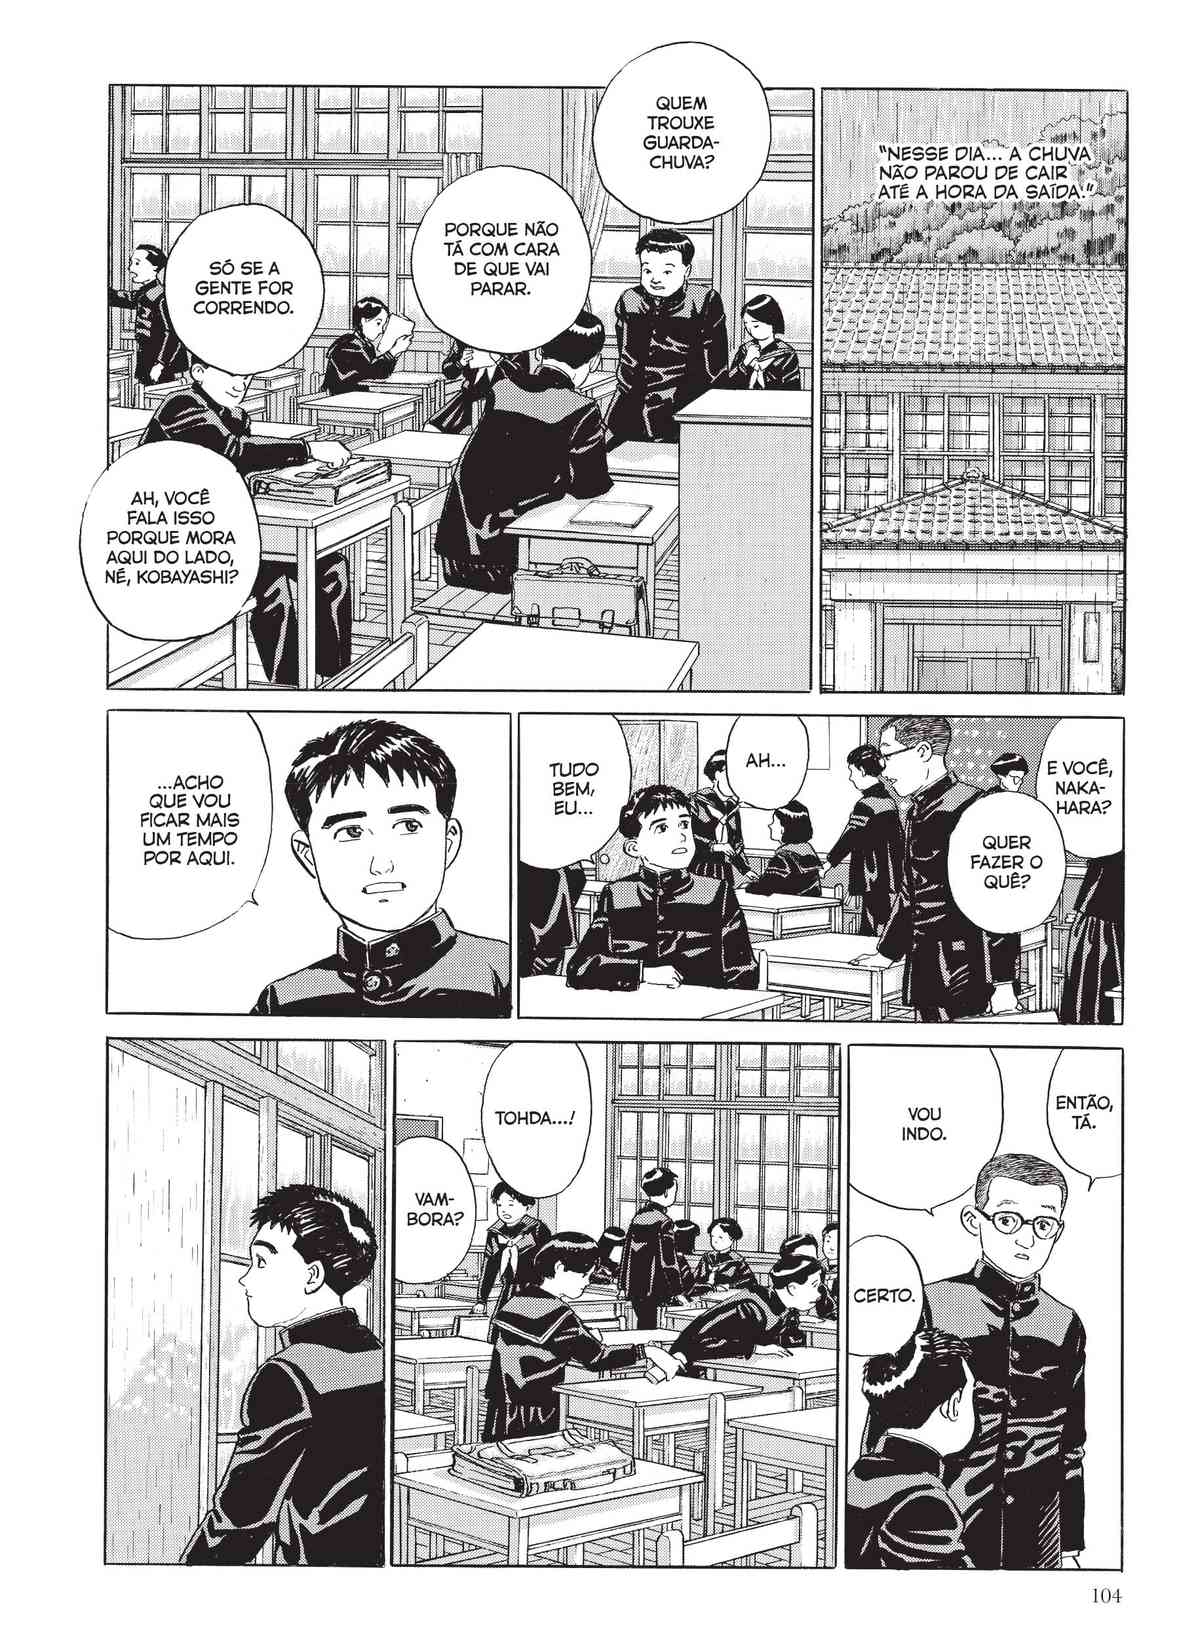 "NESSE DIA... A CHUVA
NÃO PAROU DE CAIR
ATÉ A HORA DA SAÍDA."
QUEM
TROUXE
GUARDA-
CHUVA?
PORQUE NÃO
TÁ COM CARA
DE QUE VAI
PARAR.
SÓ SE A
GENTE FOR
CORRENDO.
AH, VOCÊ
FALA ISSO
PORQUE MORA
AQUI DO LADO,
NÉ, KOBAYASHI?
E VOCÊ,
NAKA-
HARA?
QUER
FAZER O
QUÊ?
AH...
TUDO
BEM,
EU...
...ACHO
QUE VOU
FICAR MAIS
UM TEMPO
POR AQUI.
ENTÃO,
TÁ.
VOU
INDO.
CERTO.
TOHDA...!
VAM-
BORA?
104